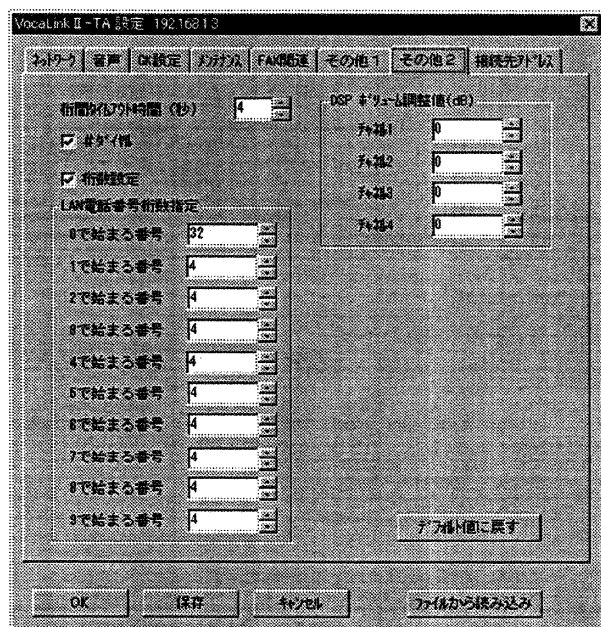 VocaLink II-TA 設定 192.168.1.3
ﾈｯﾄﾜｰｸ 音声 CK設定 ﾒﾝﾃﾅﾝｽ FAX関連 その他1 その他2 接続先ｱﾄﾞﾚｽ
桁間ﾀｲﾑｱｳﾄ時間 (秒) 4
#ﾀﾞｲﾔﾙ
桁数設定
LAN電話番号桁数指定
0で始まる番号 32
1で始まる番号 4
2で始まる番号 4
3で始まる番号 4
4で始まる番号 4
5で始まる番号 4
6で始まる番号 4
7で始まる番号 4
8で始まる番号 4
9で始まる番号 4
DSP ﾎﾞﾘｭｰﾑ調整値(dB)
ﾁｬﾈﾙ1 0
ﾁｬﾈﾙ2 0
ﾁｬﾈﾙ3 0
ﾁｬﾈﾙ4 0
ﾃﾞﾌｫﾙﾄ値に戻す
OK 保存 ｷｬﾝｾﾙ ﾌｧｲﾙから読み込み